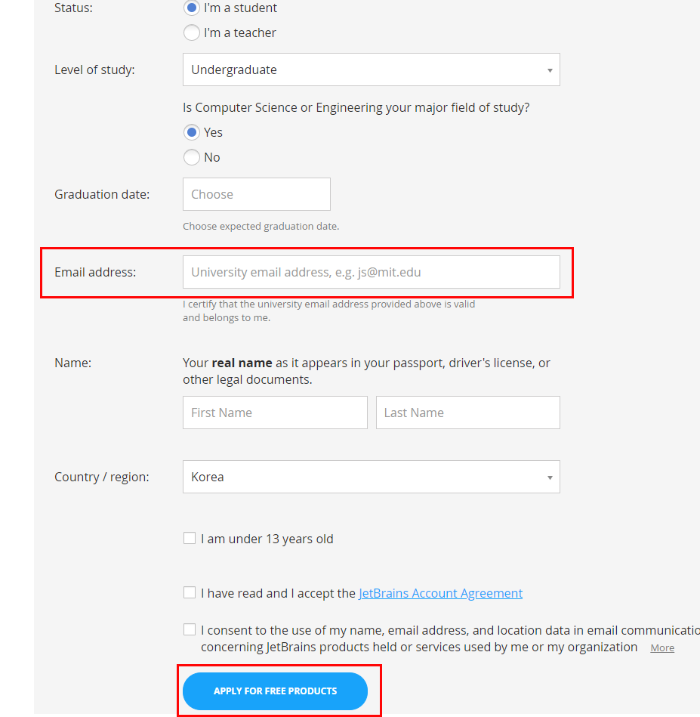 Status: I'm a student
I'm a teacher
Level of study: Undergraduate
Is Computer Science or Engineering your major field of study?
Yes
No
Graduation date: Choose
Choose expected graduation date.
Email address: University email address, e.g. js@mit.edu
I certify that the university email address provided above is valid
and belongs to me.
Name: Your real name as it appears in your passport, driver's license, or
other legal documents.
First Name Last Name
Country / region: Korea
I am under 13 years old
I have read and I accept the JetBrains Account Agreement
I consent to the use of my name, email address, and location data in email
concerning JetBrains products held or services used by me or my organization More
APPLY FOR FREE PRODUCTS